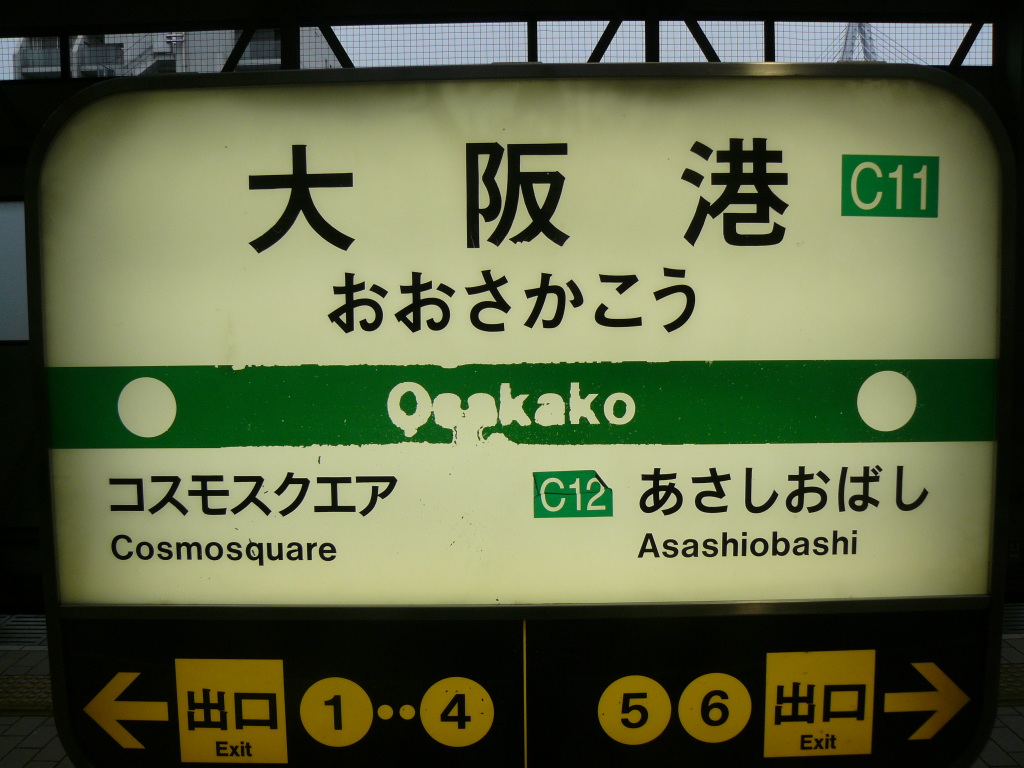 大阪港 C11
おおさかこう
Osakako
コスモスクエア C12 あさしおばし
Cosmosquare Asashiobashi
出口 1 •• 4 5 6 出口
Exit Exit